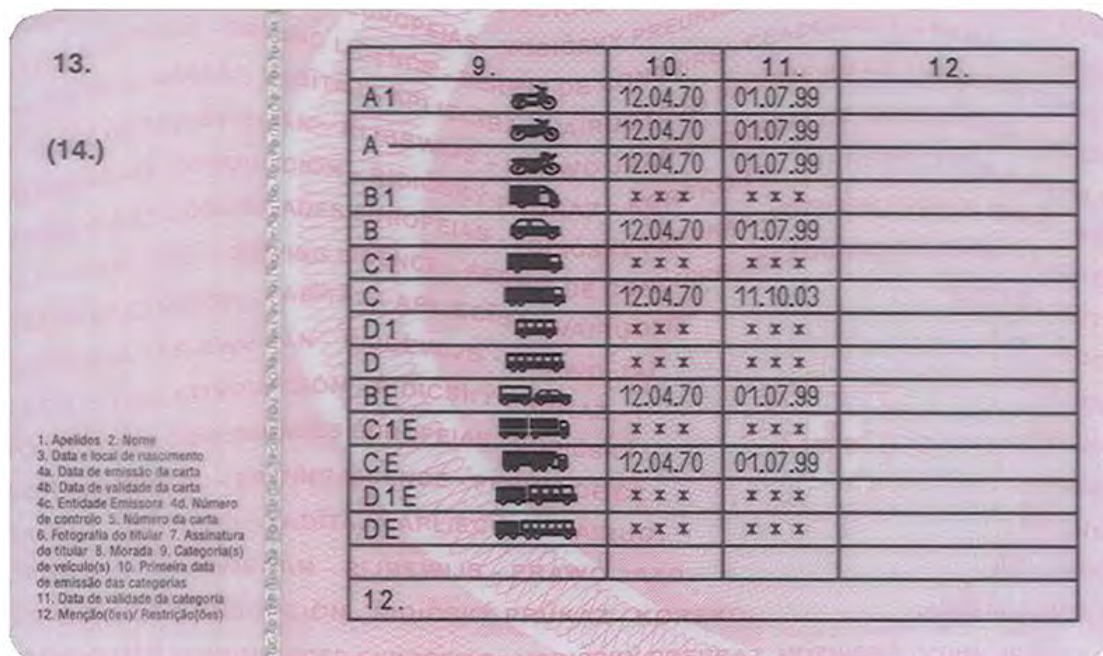 13.
(14.)
9. 10. 11. 12.
A1 12.04.70 01.07.99
12.04.70 01.07.99
A
12.04.70 01.07.99
B1 x x x x x x
B 12.04.70 01.07.99
C1 x x x x x x
C 12.04.70 11.10.03
D1 x x x x x x
D x x x x x x
BE 12.04.70 01.07.99
C1E x x x x x x
CE 12.04.70 01.07.99
D1E x x x x x x
DE x x x x x x
12.
1. Apelidos 2. Nome
3. Data e local de nascimento
4a. Data de emissão da carta
4b. Data de validade da carta
4c. Entidade Emissora 4d. Número
de controlo 5. Número da carta
6. Fotografia do titular 7. Assinatura
do titular 8. Morada 9. Categoria(s)
de veículo(s) 10. Primeira data
de emissão das categorias
11. Data de validade da categoria
12. Menção(ões)/ Restrição(ões)